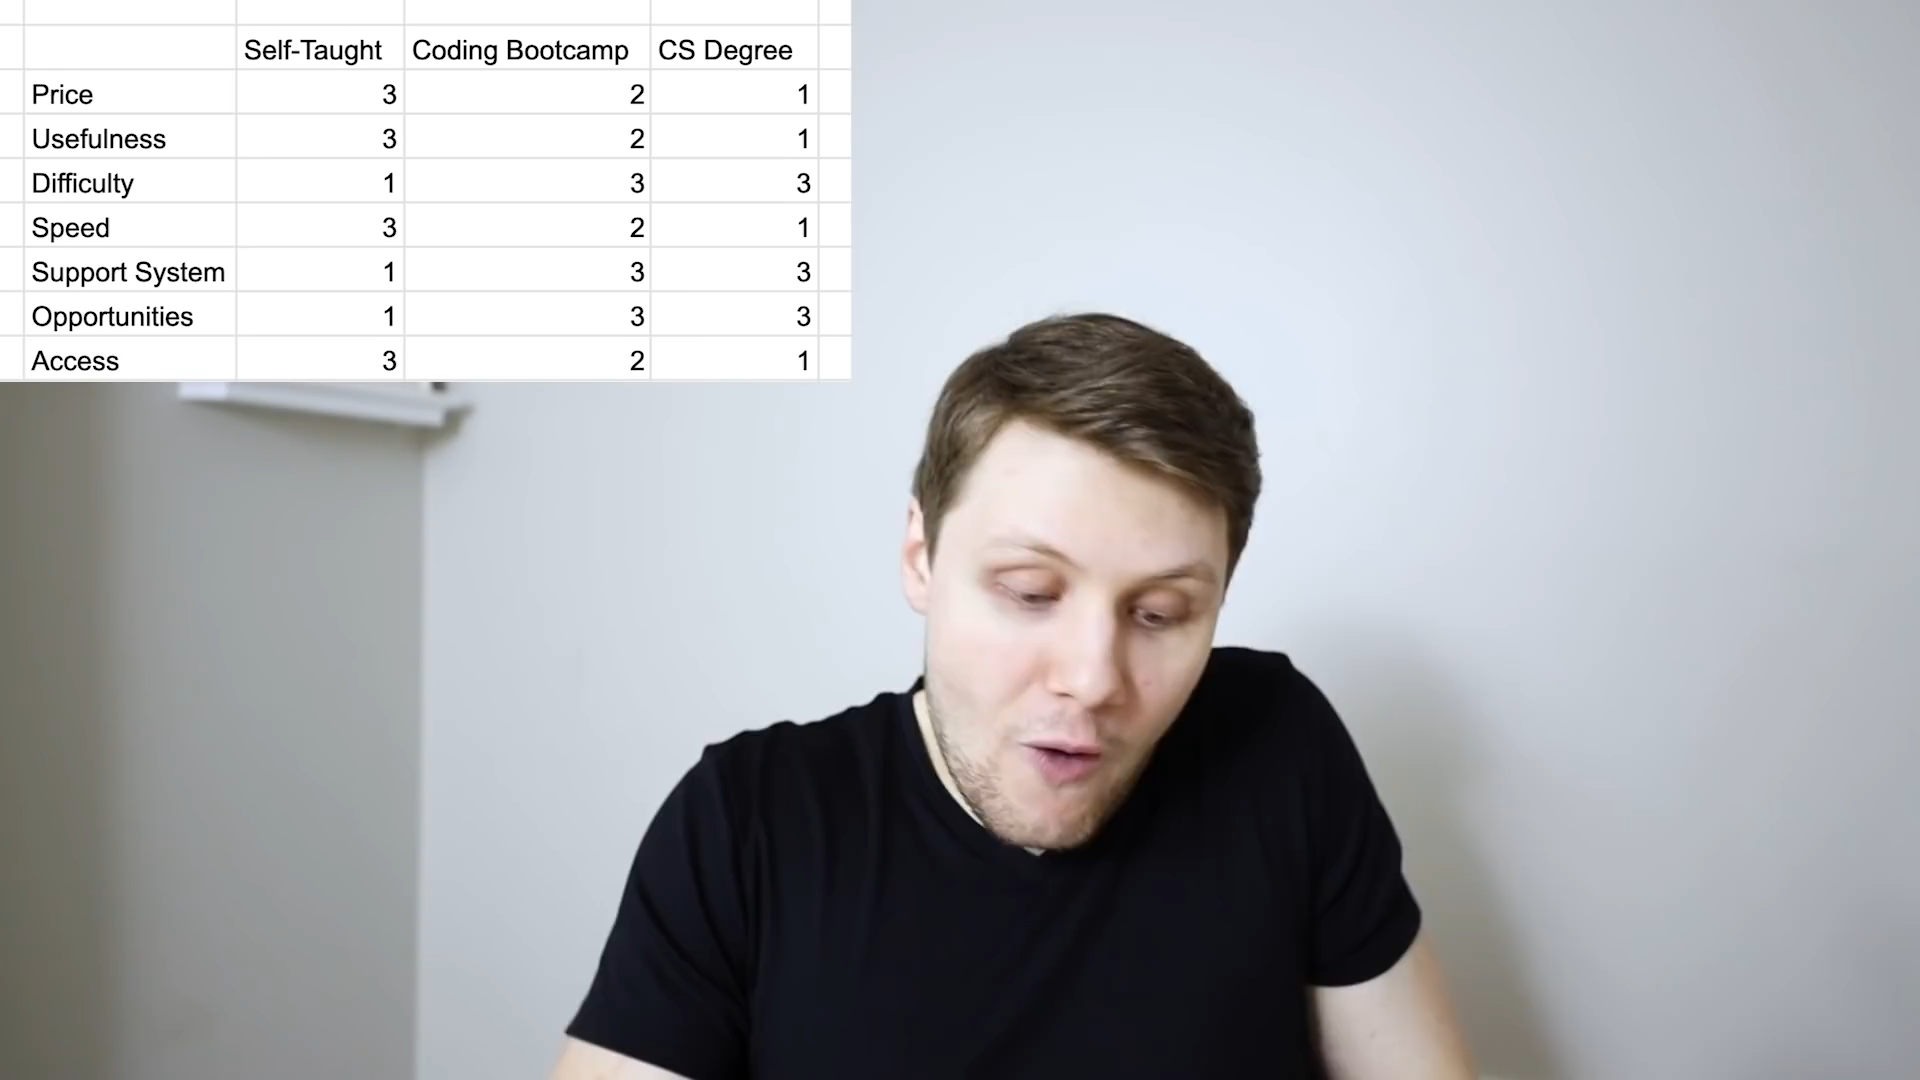 Self-Taught Coding Bootcamp CS Degree
Price 3 2 1
Usefulness 3 2 1
Difficulty 1 3 3
Speed 3 2 1
Support System 1 3 3
Opportunities 1 3 3
Access 3 2 1